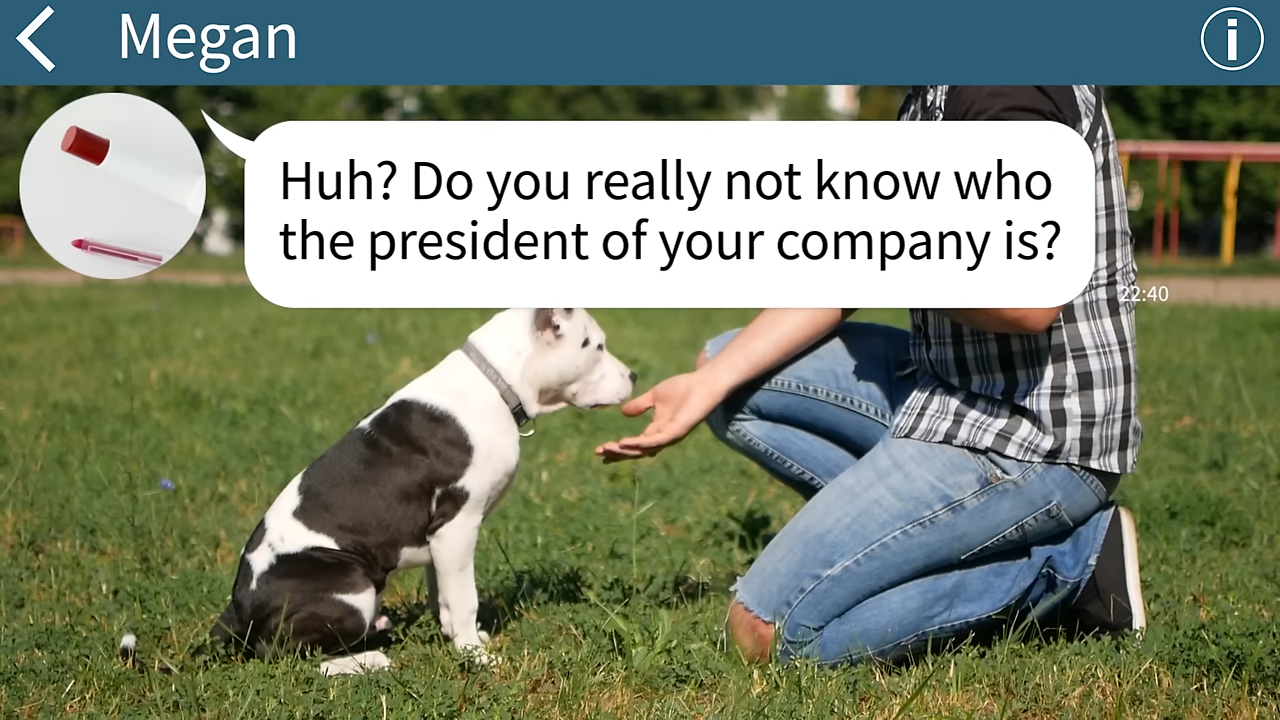 Megan
Huh? Do you really not know who
the president of your company is?
22:40